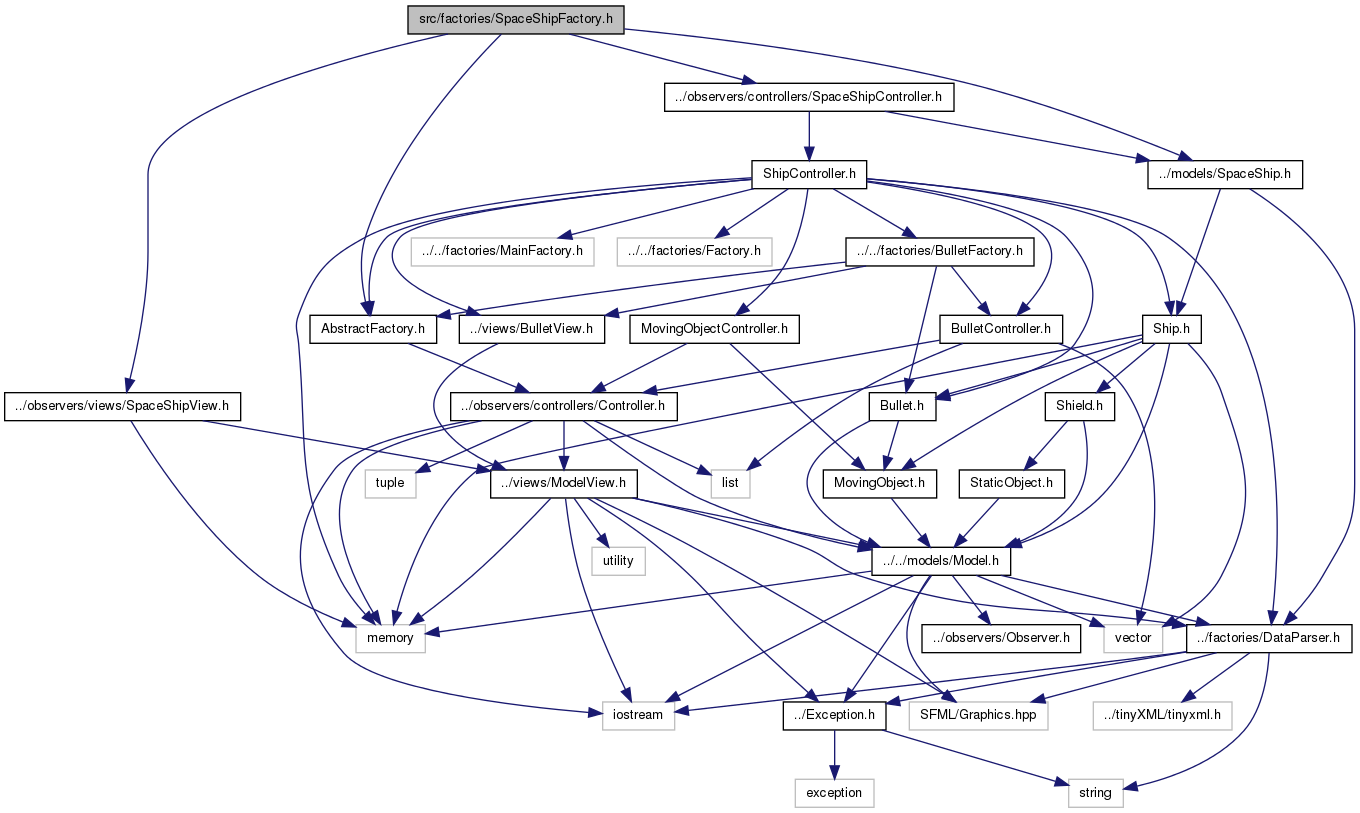 src/factories/SpaceShipFactory.h
../observers/controllers/SpaceShipController.h
ShipController.h
../models/SpaceShip.h
../../factories/MainFactory.h
../../factories/Factory.h
../../factories/BulletFactory.h
AbstractFactory.h
../views/BulletView.h
MovingObjectController.h
BulletController.h
Ship.h
../observers/views/SpaceShipView.h
../observers/controllers/Controller.h
Bullet.h
Shield.h
tuple
../views/ModelView.h
list
MovingObject.h
StaticObject.h
utility
../../models/Model.h
memory
../observers/Observer.h
vector
../factories/DataParser.h
iostream
../Exception.h
SFML/Graphics.hpp
../tinyXML/tinyxml.h
exception
string